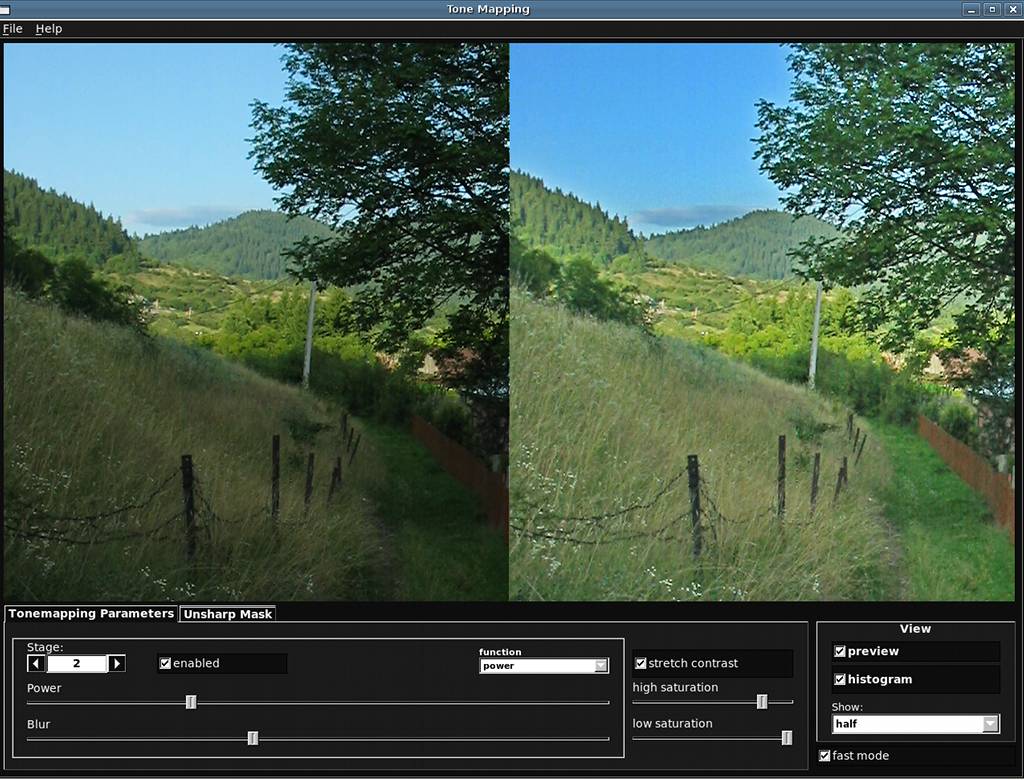 Tone Mapping
File Help
Tonemapping Parameters Unsharp Mask
View
Stage:
2
enabled
function
power
stretch contrast
preview
Power
high saturation
histogram
Blur
low saturation
Show:
half
fast mode